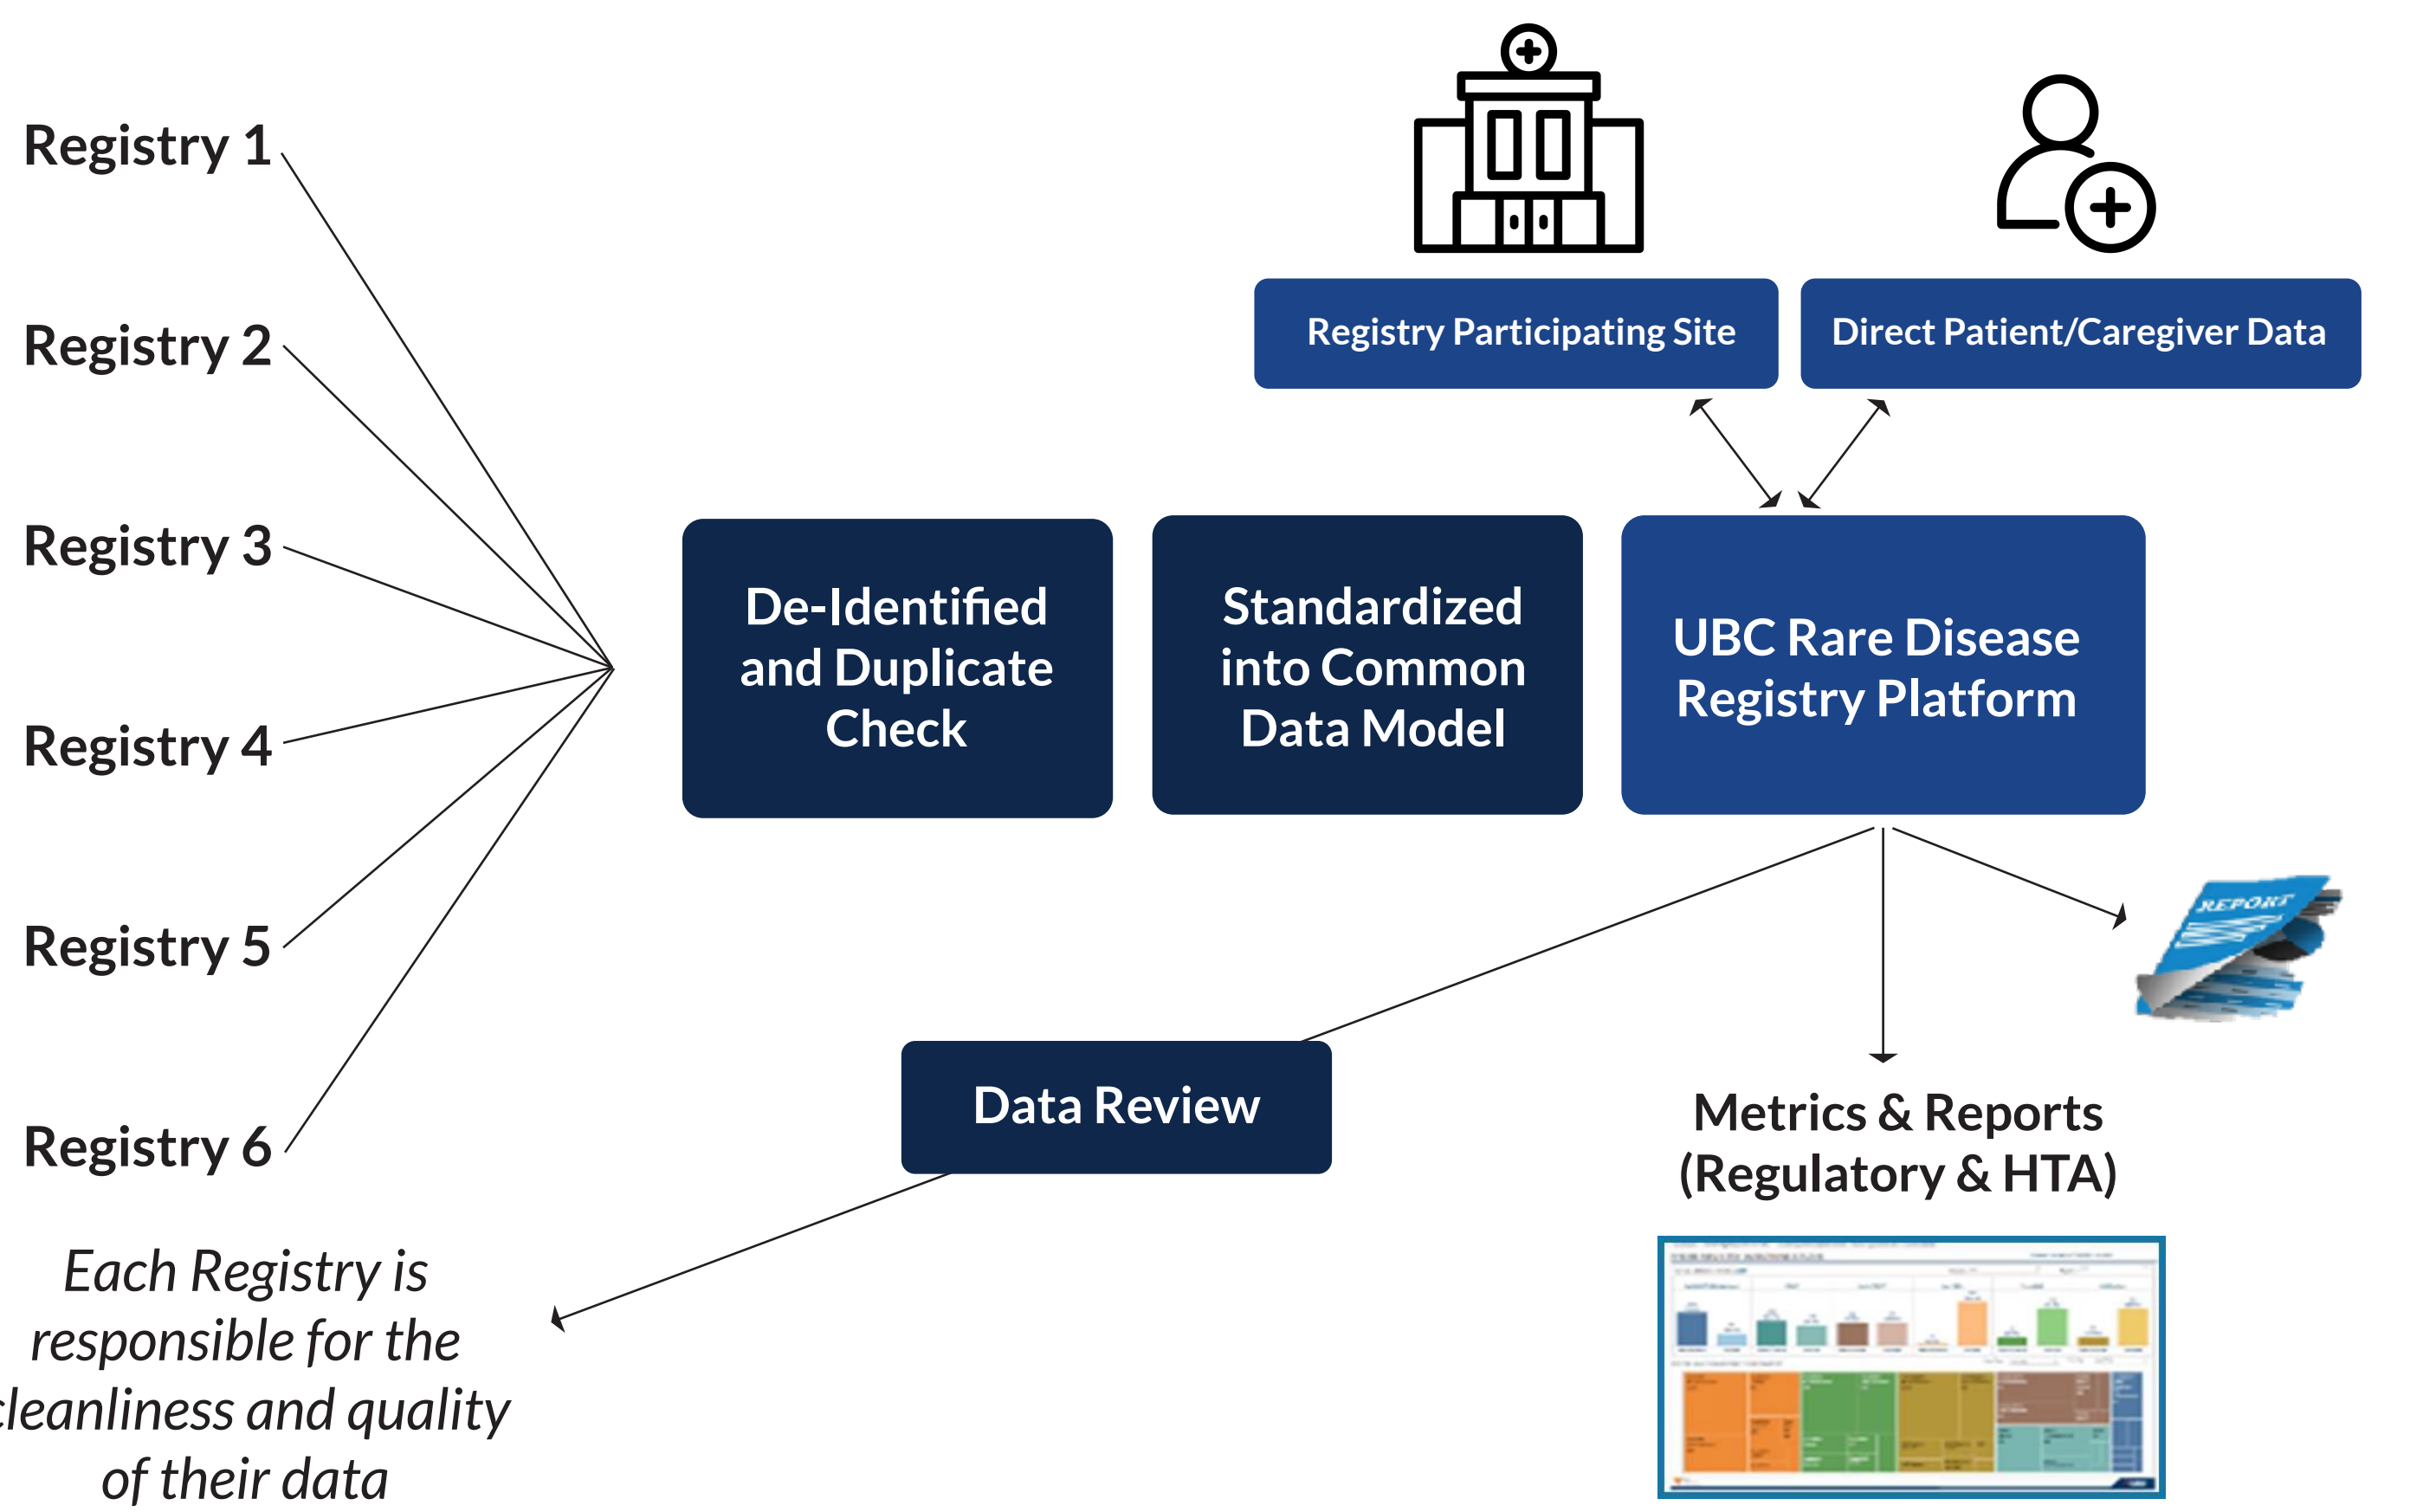 Registry 1
Registry 2
Registry 3
Registry 4
Registry 5
Registry 6
Each Registry is
responsible for the
cleanliness and quality
of their data
De-Identified
and Duplicate
Check
Standardized
into Common
Data Model
Registry Participating Site
Direct Patient/Caregiver Data
UBC Rare Disease
Registry Platform
Data Review
REPORT
Metrics & Reports
(Regulatory & HTA)